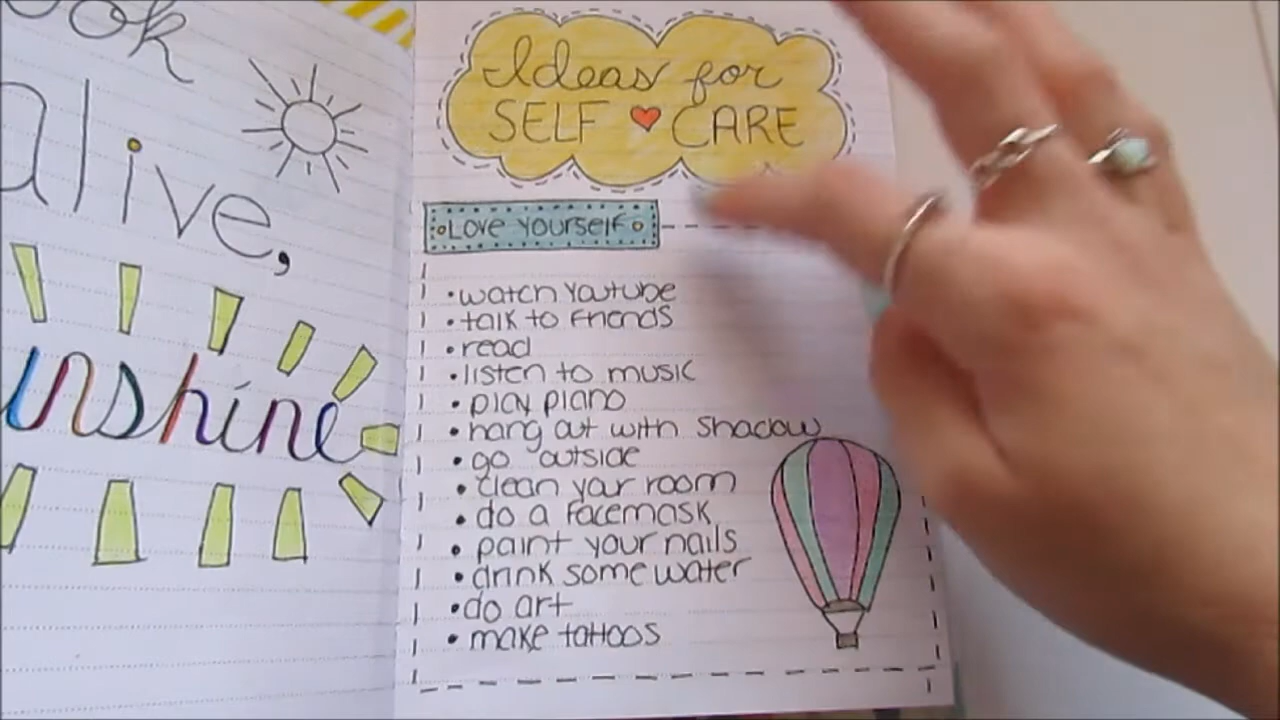 ook
alive,
unshine
Ideas for
SELF CARE
Love Yourself
• watch Youtube
• talk to Friends
• read
• listen to music
• play piano
• hang out with Shadow
• go outside
• clean your room
• do a Facemask
• paint your nails
• drink some water
• do art
• make tattoos